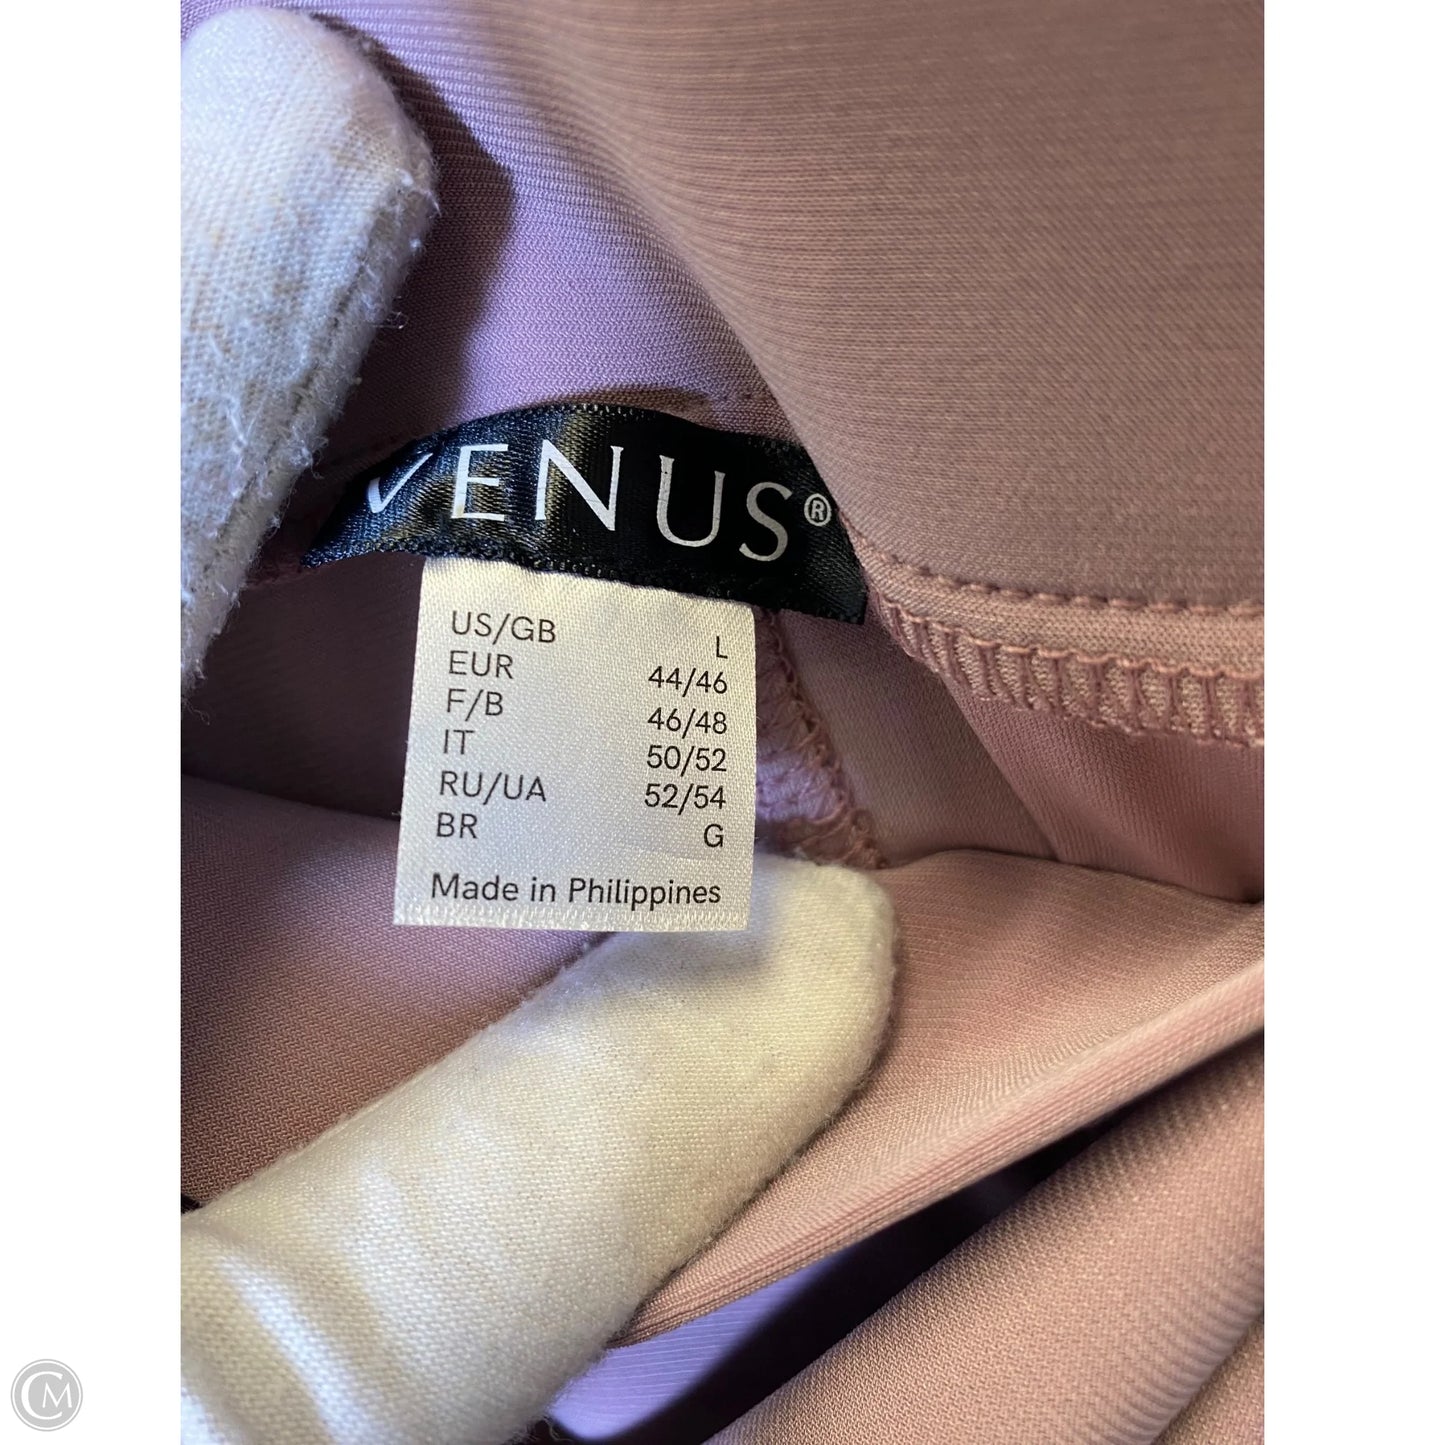 VENUS®
US/GB L
EUR 44/46
F/B 46/48
IT 50/52
RU/UA 52/54
BR G
Made in Philippines
CM